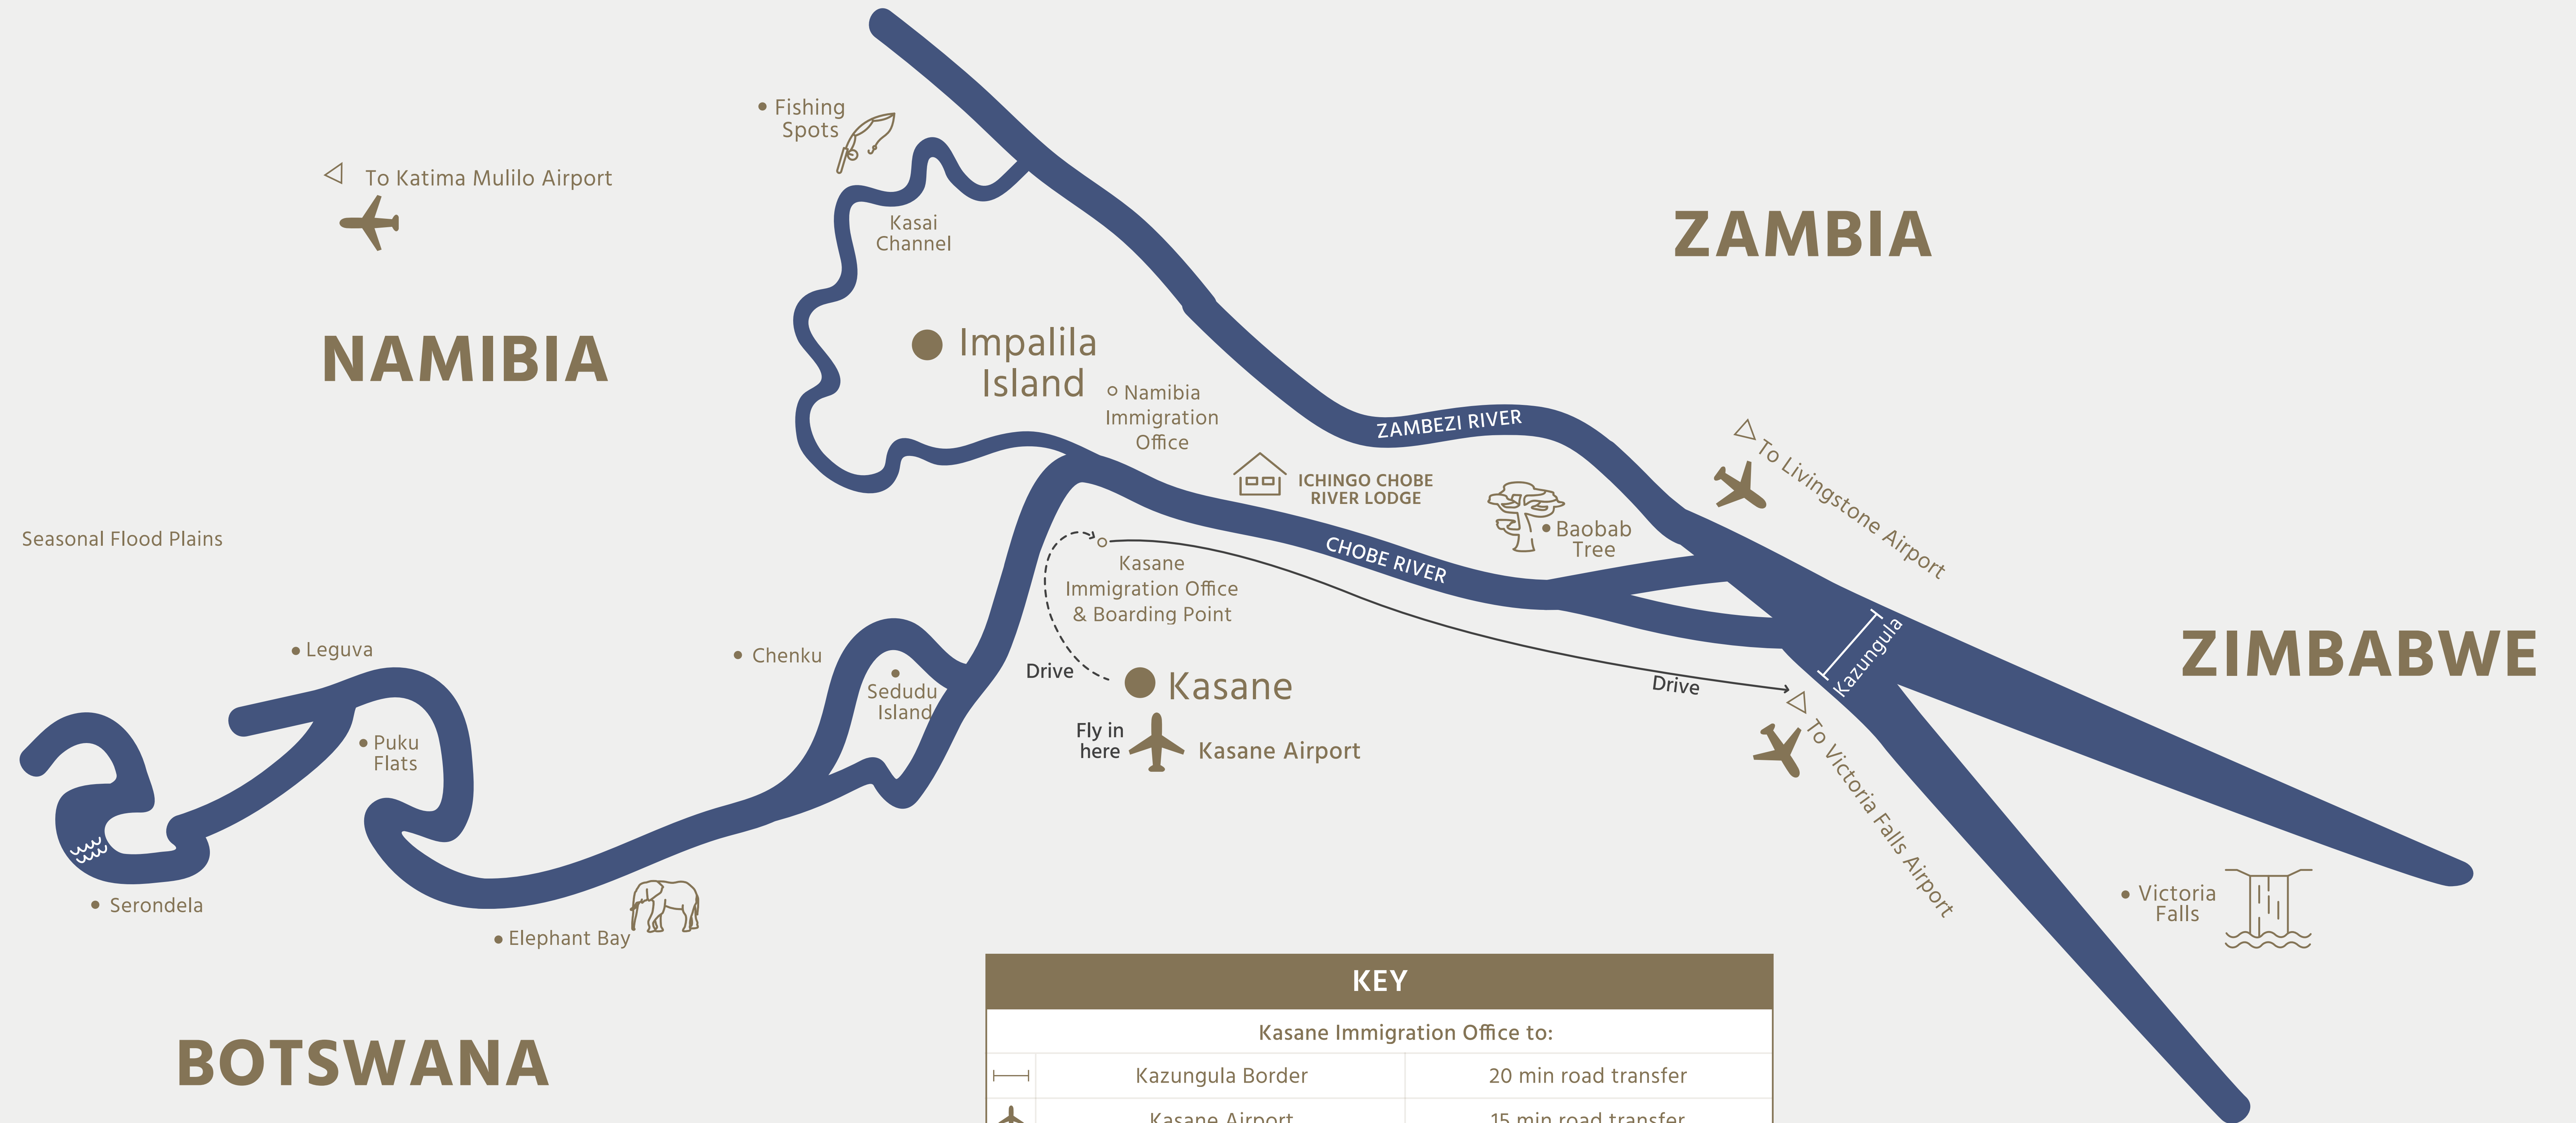 Fishing
Spots
To Katima Mulilo Airport
Kasai
Channel
ZAMBIA
NAMIBIA
Impalila
Island
Namibia
Immigration
Office
ZAMBEZI RIVER
To Livingstone Airport
ICHINGO CHOBE
RIVER LODGE
Baobab
Tree
Seasonal Flood Plains
CHOBE RIVER
Kasane
Immigration Office
& Boarding Point
Kazungula
ZIMBABWE
Leguva
Chenku
Sedudu
Island
Drive
Kasane
Drive
Puku
Flats
Fly in
here
Kasane Airport
To Victoria Falls Airport
Serondela
Elephant Bay
Victoria
Falls
BOTSWANA
KEY
Kasane Immigration Office to:
Kazungula Border
20 min road transfer
Kasane Airport
15 min road transfer